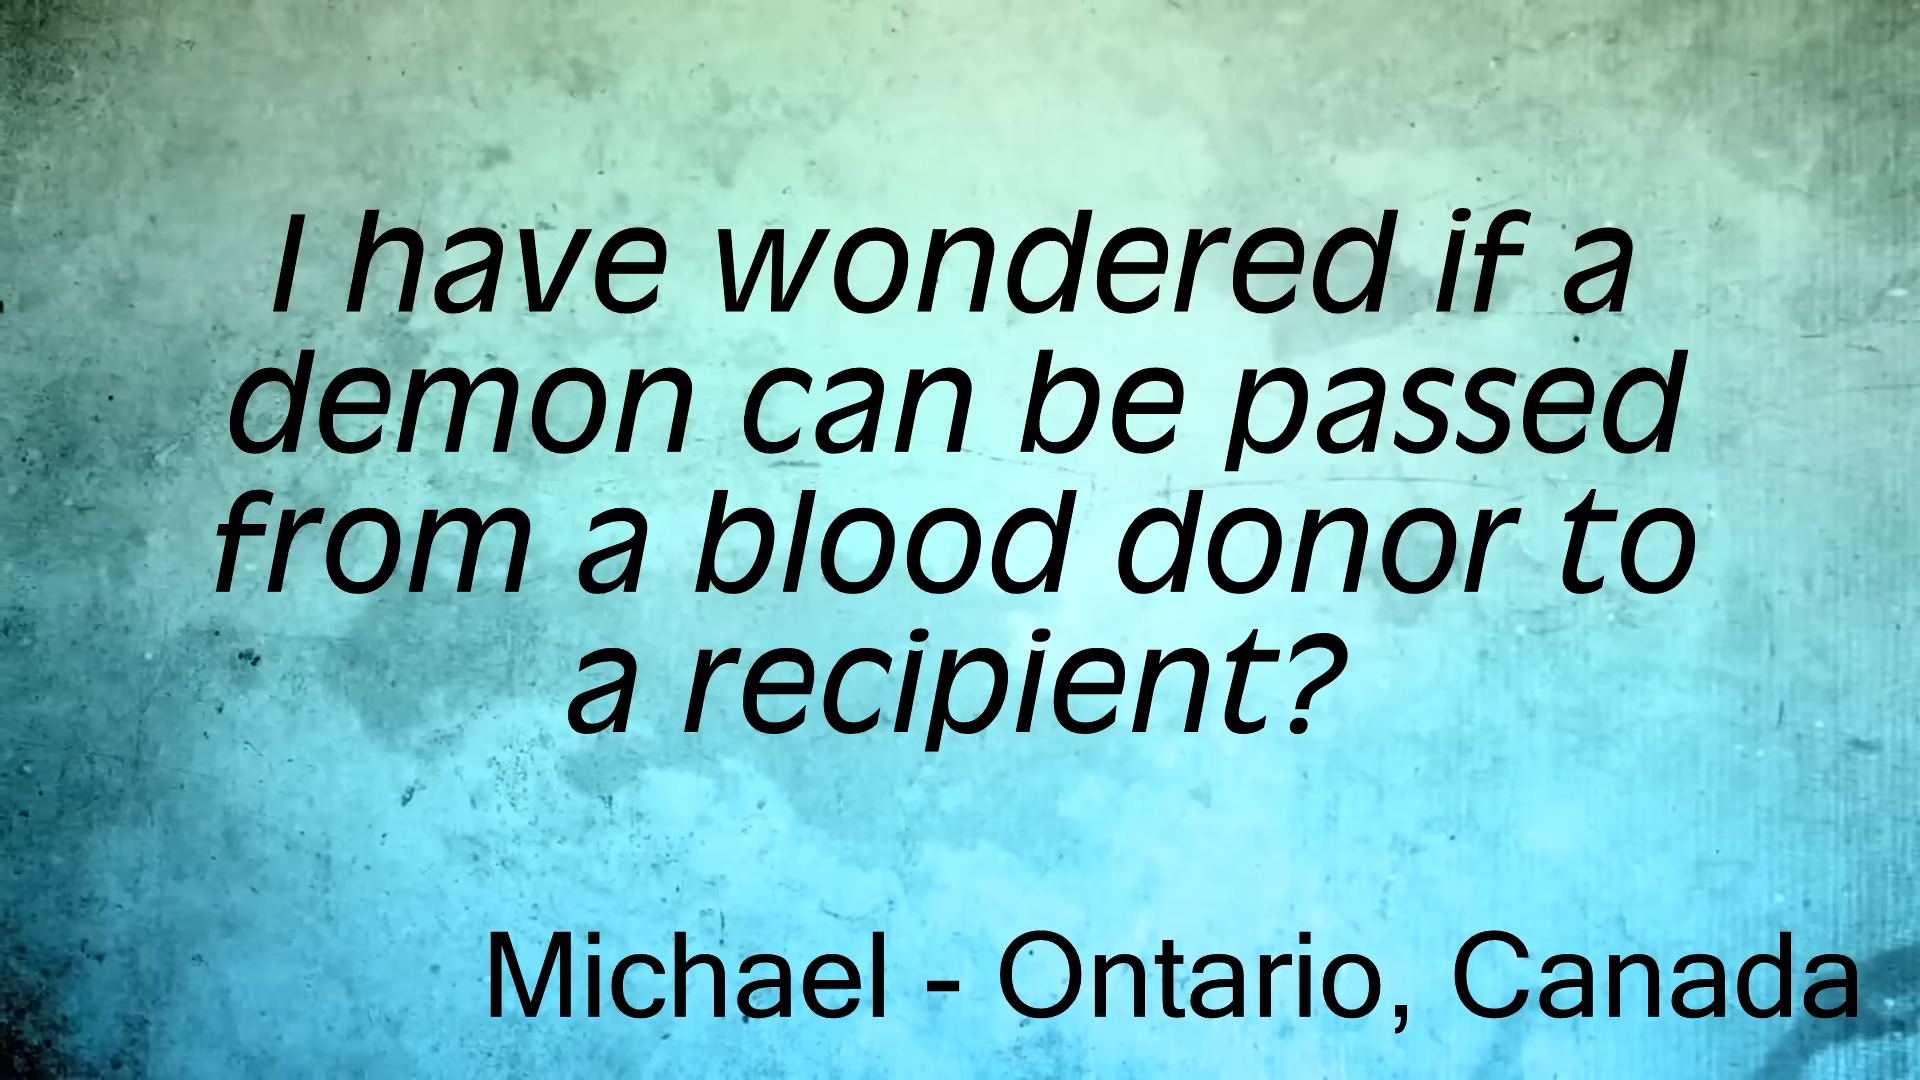 I have wondered if a
demon can be passed
from a blood donor to
a recipient?
Michael - Ontario, Canada